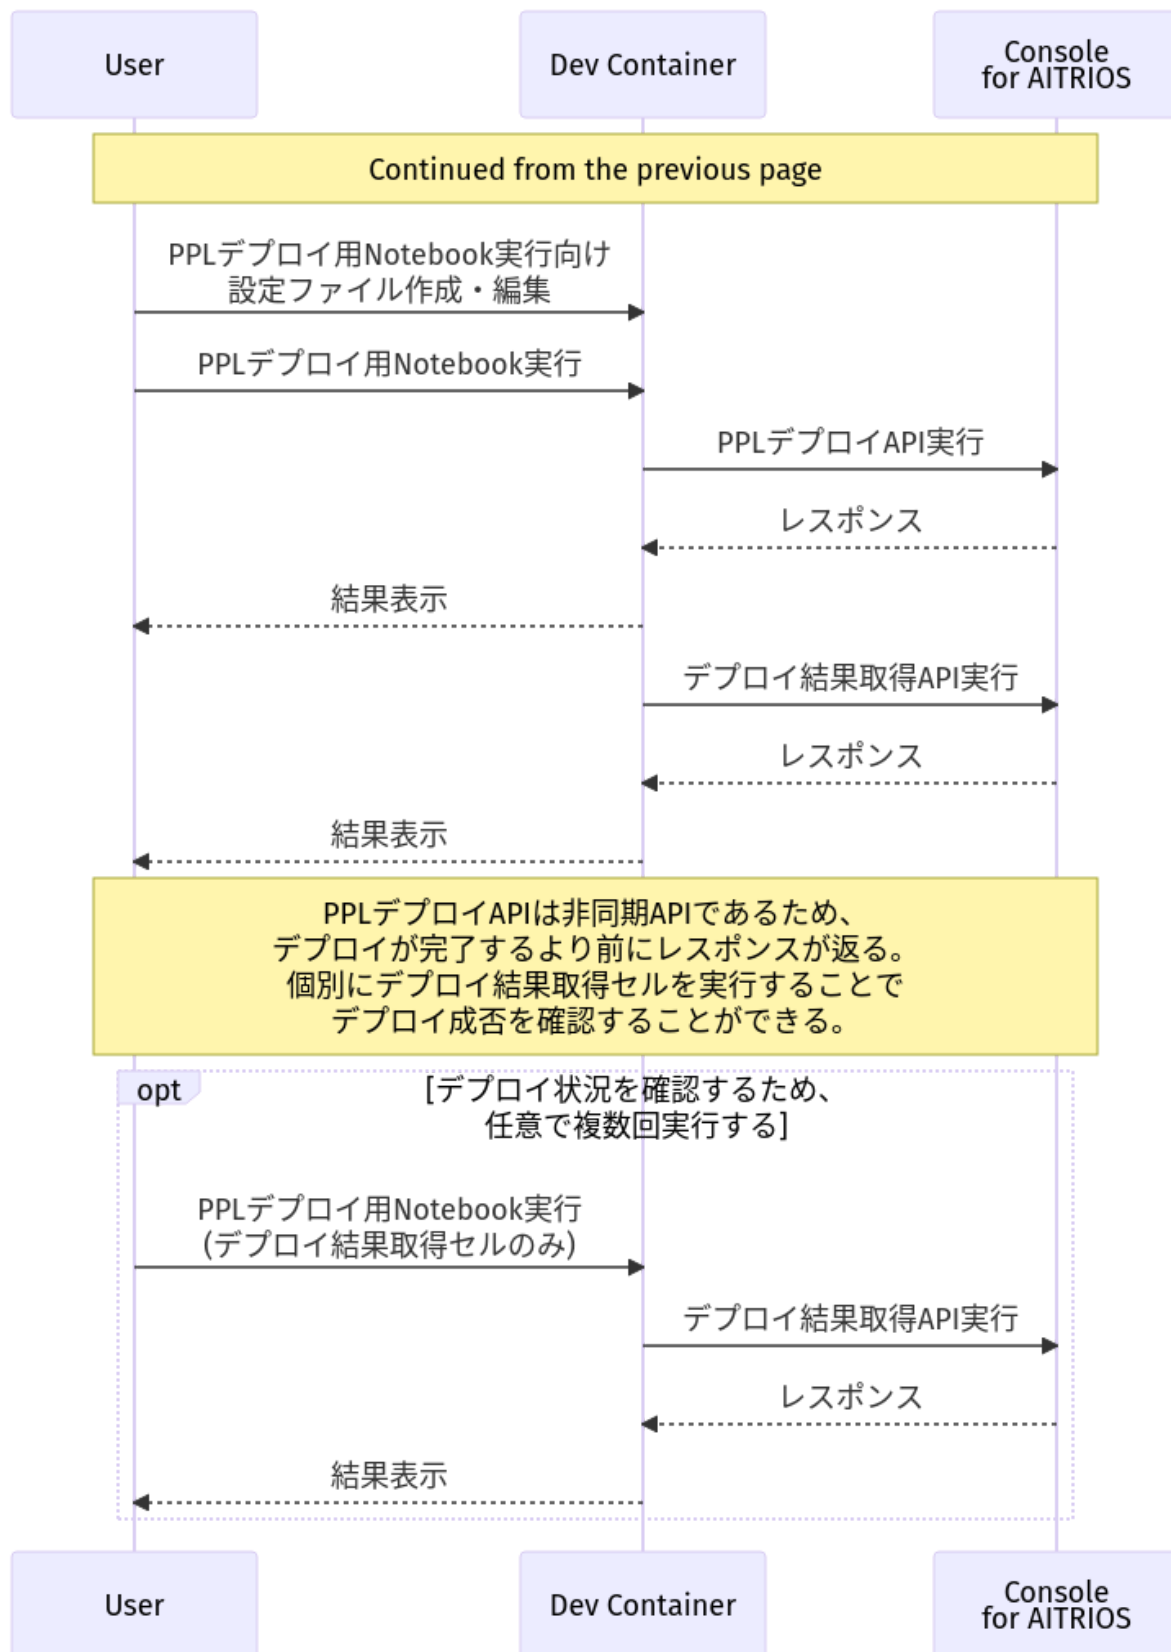 User
Dev Container
Console
for AITRIOS
Continued from the previous page
PPLデプロイ用Notebook実行向け
設定ファイル作成・編集
PPLデプロイ用Notebook実行
PPLデプロイAPI実行
レスポンス
結果表示
デプロイ結果取得API実行
レスポンス
結果表示
PPLデプロイAPIは非同期APIであるため、
デプロイが完了するより前にレスポンスが返る。
個別にデプロイ結果取得セルを実行することで
デプロイ成否を確認することができる。
opt
[デプロイ状況を確認するため、
任意で複数回実行する]
PPLデプロイ用Notebook実行
(デプロイ結果取得セルのみ)
デプロイ結果取得API実行
レスポンス
結果表示
User
Dev Container
Console
for AITRIOS